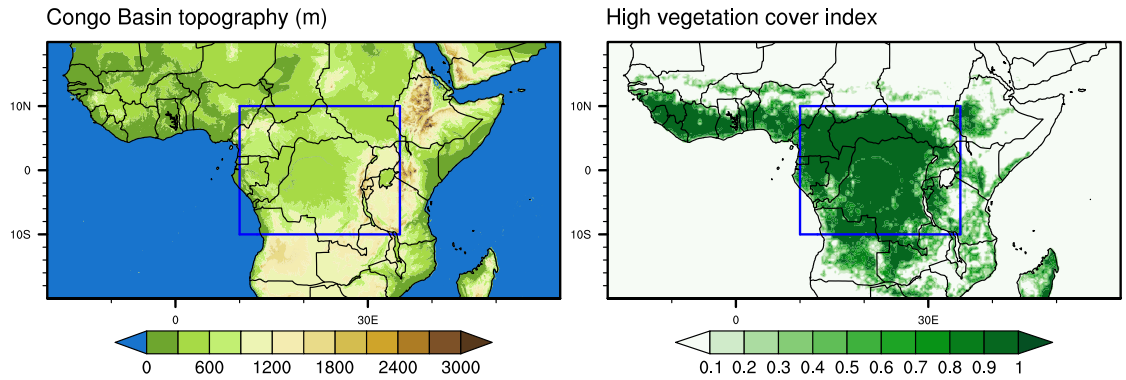 Congo Basin topography (m)
10N
0
10S
0 30E
0 600 1200 1800 2400 3000
High vegetation cover index
10N
0
10S
0 30E
0.1 0.2 0.3 0.4 0.5 0.6 0.7 0.8 0.9 1